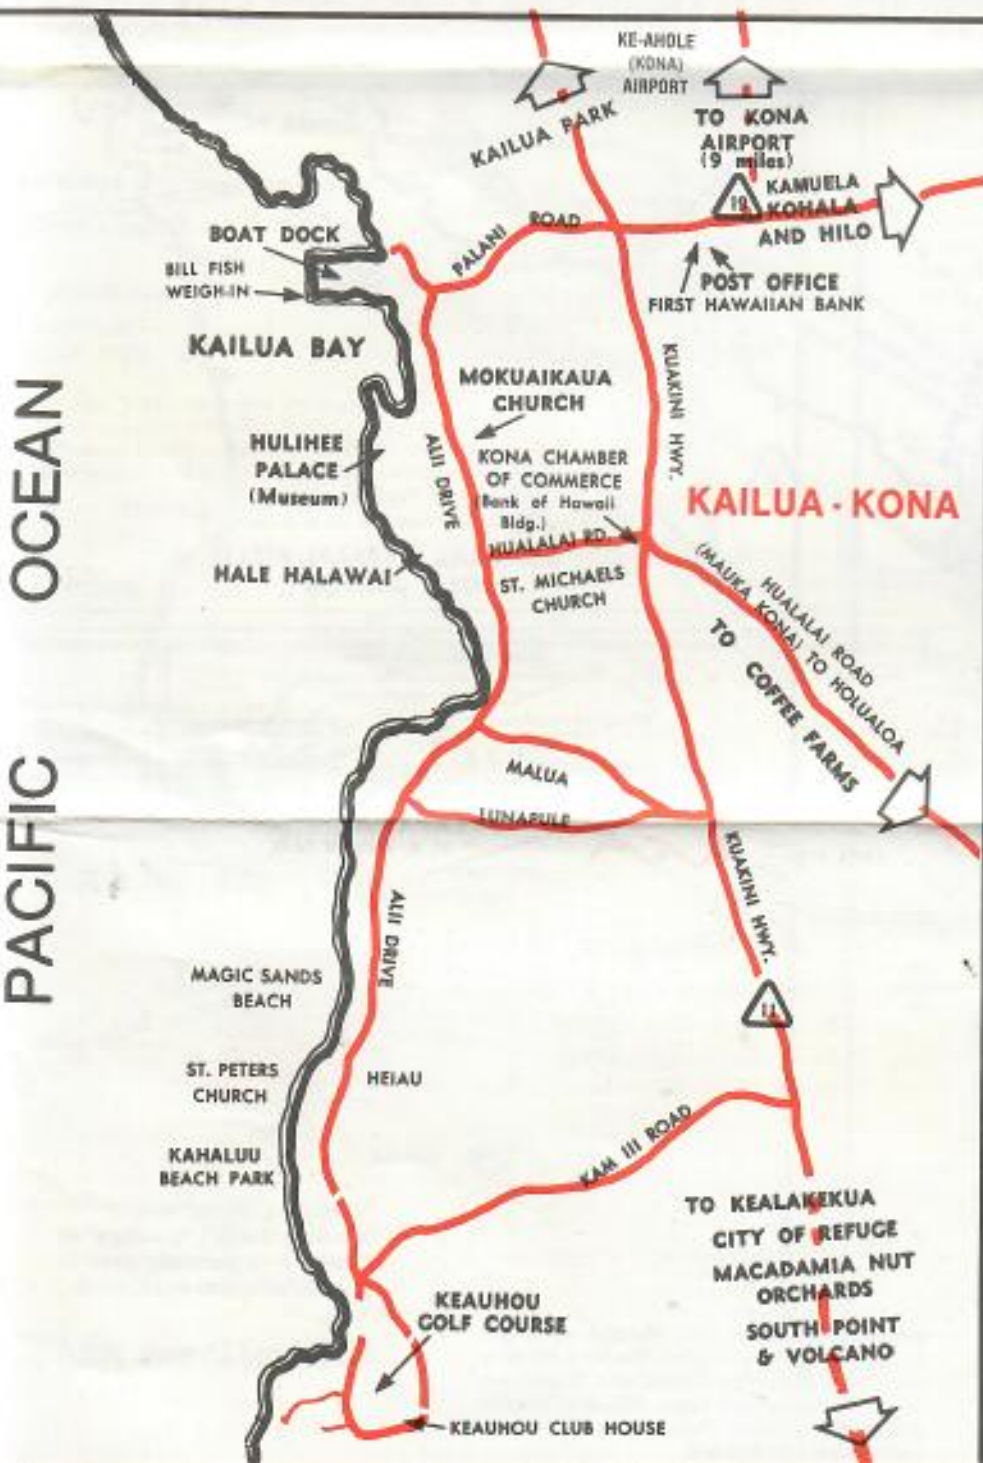 KE-AHOLE
(KONA)
AIRPORT
KAILUA PARK
TO KONA
AIRPORT
(9 miles)
19
KAMUELA
KOHALA
AND HILO
BOAT DOCK
BILL FISH
WEIGH-IN
PALANI ROAD
POST OFFICE
FIRST HAWAIIAN BANK
KAILUA BAY
MOKUAIKAUA
CHURCH
KUAKINI HWY.
HULIHEE
PALACE
(Museum)
ALII DRIVE
KONA CHAMBER
OF COMMERCE
(Bank of Hawaii
Bldg.)
KAILUA - KONA
HUALALAI RD.
HALE HALAWAI
ST. MICHAELS
CHURCH
HUALALAI ROAD
(MAUKA KONA) TO HOLUALOA
TO COFFEE FARMS
PACIFIC OCEAN
MALUA
LUNAPULE
KUAKINI HWY.
ALII DRIVE
MAGIC SANDS
BEACH
11
ST. PETERS
CHURCH
HEIAU
KAHALUU
BEACH PARK
KAM III ROAD
TO KEALAKEKUA
CITY OF REFUGE
MACADAMIA NUT
ORCHARDS
SOUTH POINT
& VOLCANO
KEAUHOU
GOLF COURSE
KEAUHOU CLUB HOUSE